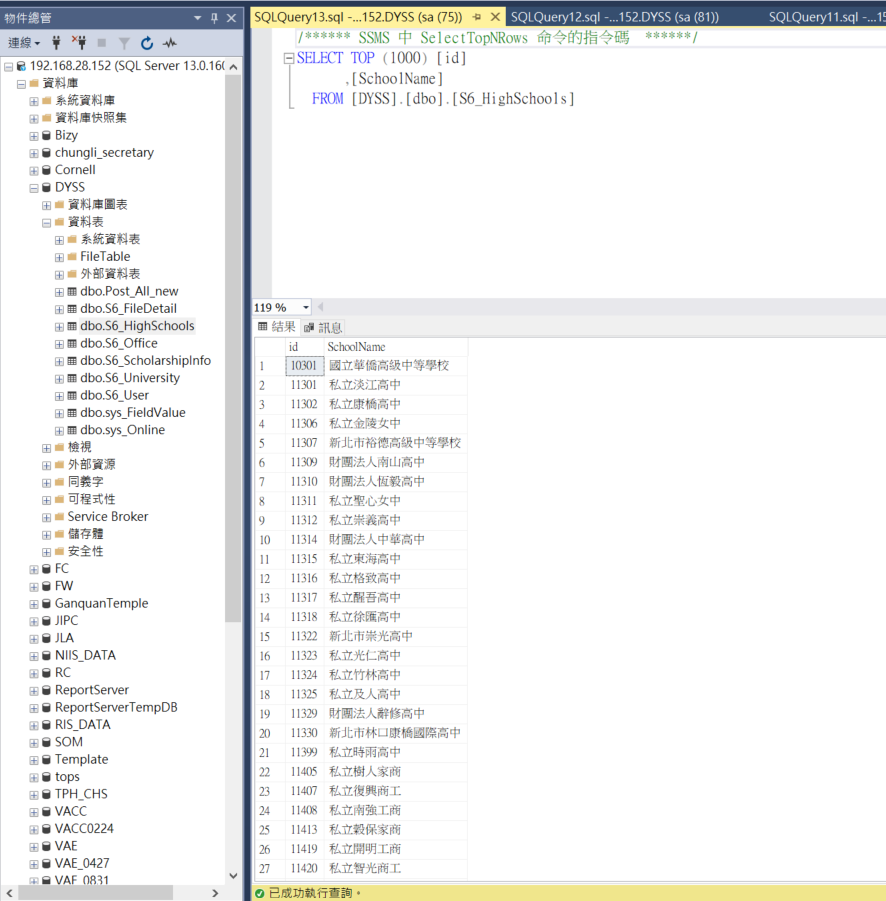 物件總管
連線
192.168.28.152 (SQL Server 13.0.160
資料庫
系統資料庫
資料庫快照集
Bizy
chungli_secretary
Cornell
DYSS
資料庫圖表
資料表
系統資料表
FileTable
外部資料表
dbo.Post_All_new
dbo.S6_FileDetail
dbo.S6_HighSchools
dbo.S6_Office
dbo.S6_ScholarshipInfo
dbo.S6_University
dbo.S6_User
dbo.sys_FieldValue
dbo.sys_Online
檢視
外部資源
同義字
可程式性
Service Broker
儲存體
安全性
FC
FW
GanquanTemple
JIPC
JLA
NIIS_DATA
RC
ReportServer
ReportServerTempDB
RIS_DATA
SOM
Template
tops
TPH_CHS
VACC
VACC0224
VAE
VAE_0427
VAE_0831
SQLQuery13.sql -...152.DYSS (sa (75)) SQLQuery12.sql -...152.DYSS (sa (81)) SQLQuery11.sql -...15
/****** SSMS 中 SelectTopNRows 命令的指令碼 ******/
SELECT TOP (1000) [id]
,[SchoolName]
FROM [DYSS].[dbo].[S6_HighSchools]
119 %
結果 訊息
id SchoolName
1 10301 國立華僑高級中等學校
2 11301 私立淡江高中
3 11302 私立康橋高中
4 11306 私立金陵女中
5 11307 新北市裕德高級中等學校
6 11309 財團法人南山高中
7 11310 財團法人恆毅高中
8 11311 私立聖心女中
9 11312 私立崇義高中
10 11314 財團法人中華高中
11 11315 私立東海高中
12 11316 私立格致高中
13 11317 私立醒吾高中
14 11318 私立徐匯高中
15 11322 新北市崇光高中
16 11323 私立光仁高中
17 11324 私立竹林高中
18 11325 私立及人高中
19 11329 財團法人辭修高中
20 11330 新北市林口康橋國際高中
21 11399 私立時雨高中
22 11405 私立樹人家商
23 11407 私立復興商工
24 11408 私立南強工商
25 11413 私立穀保家商
26 11419 私立開明工商
27 11420 私立智光商工
已成功執行查詢。